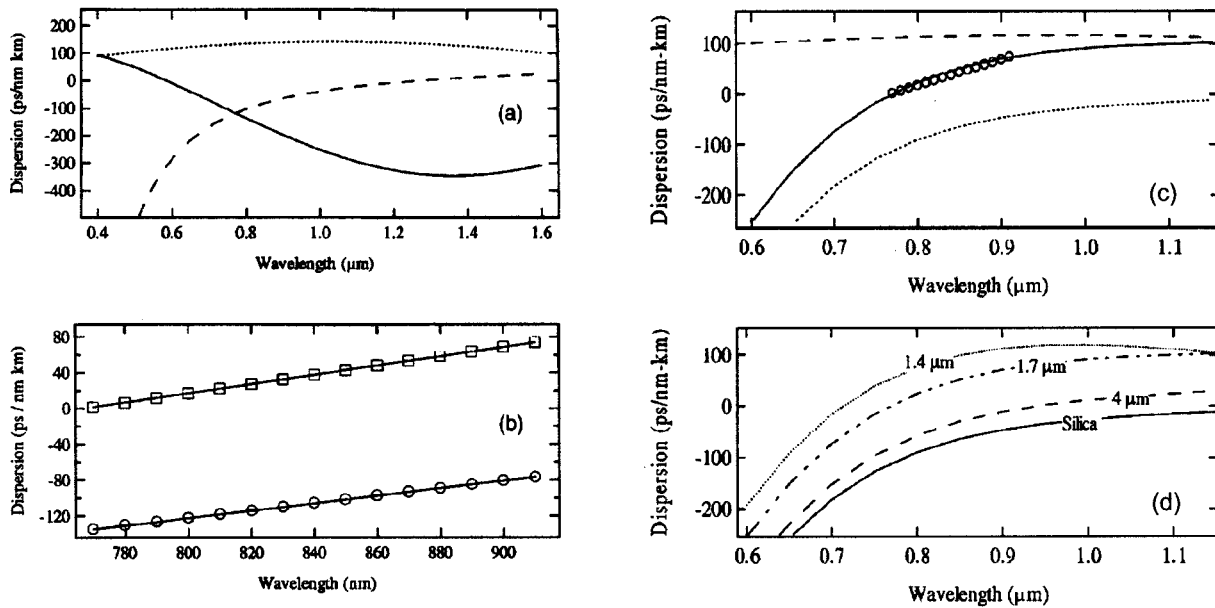 Dispersion (ps/nm km)
200
100
0
-100
-200
-300
-400
(a)
0.4 0.6 0.8 1.0 1.2 1.4 1.6
Wavelength (μm)
Dispersion (ps / nm km)
80
40
0
-40
-80
-120
(b)
780 800 820 840 860 880 900
Wavelength (nm)
Dispersion (ps/nm-km)
100
0
-100
-200
(c)
0.6 0.7 0.8 0.9 1.0 1.1
Wavelength (μm)
Dispersion (ps/nm-km)
100
0
-100
-200
1.4 μm
1.7 μm
4 μm
Silica
(d)
0.6 0.7 0.8 0.9 1.0 1.1
Wavelength (μm)